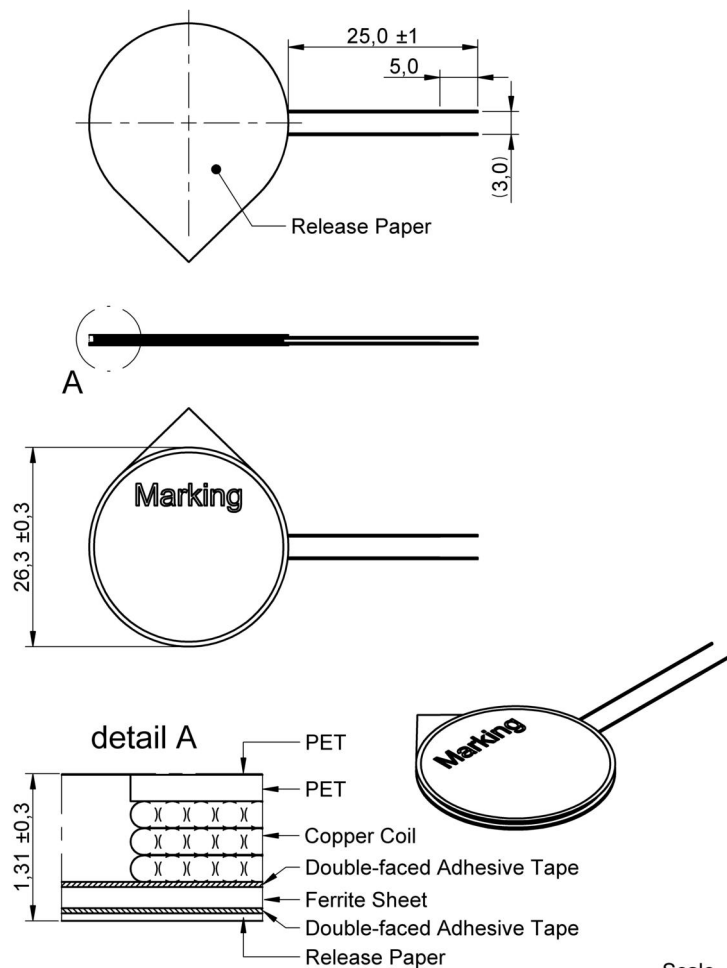 25,0 ±1
5,0
(3,0)
Release Paper
A
Marking
26,3 ±0,3
Marking
detail A
PET
PET
1,31 ±0,3
Copper Coil
Double-faced Adhesive Tape
Ferrite Sheet
Double-faced Adhesive Tape
Release Paper